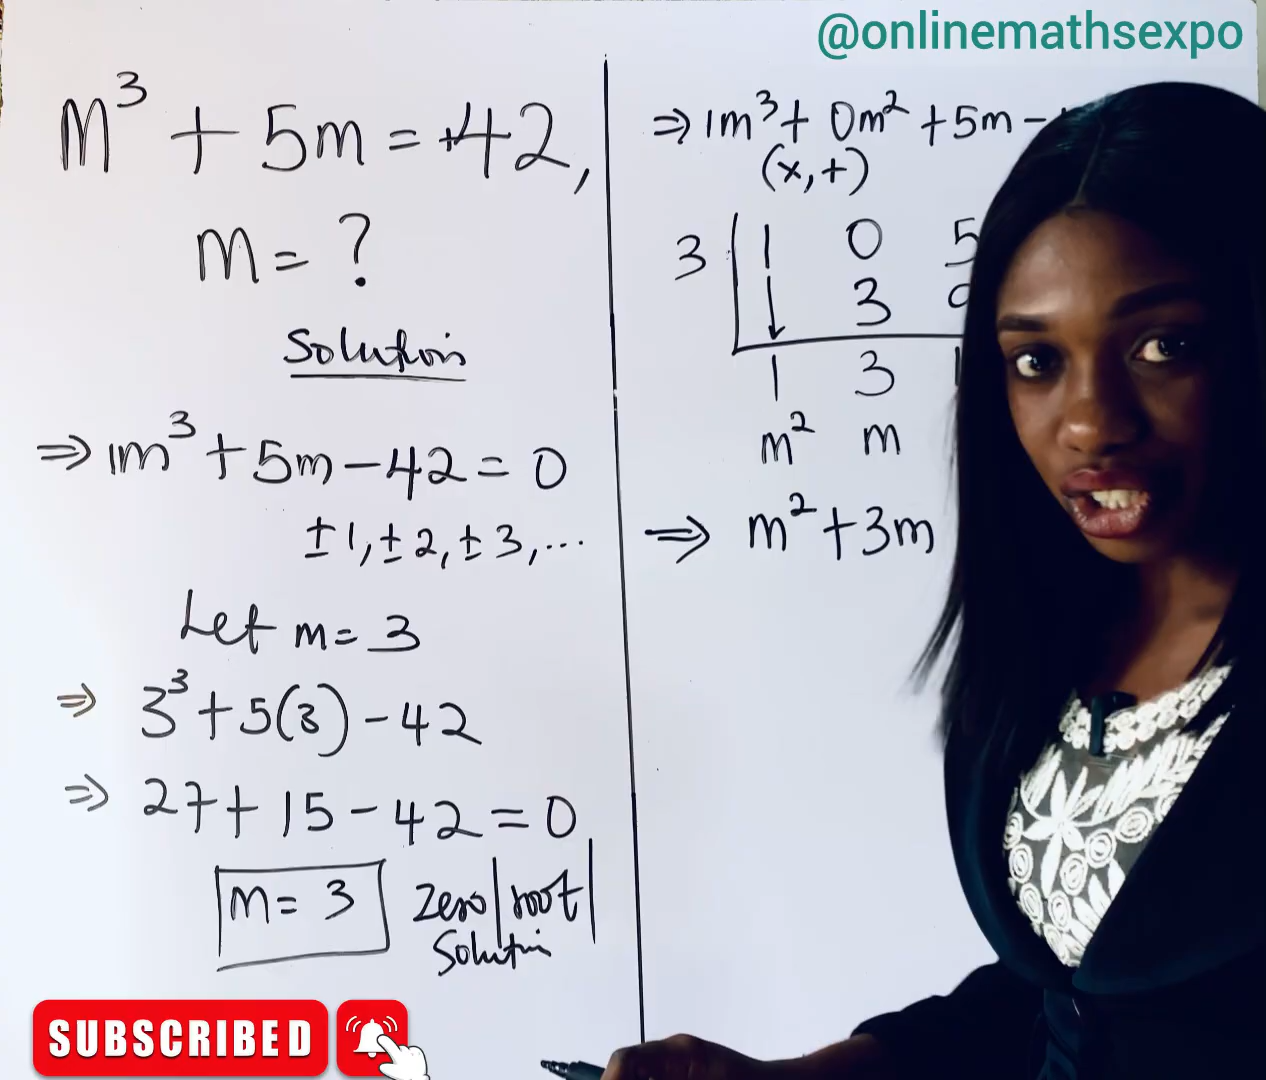 @onlinemathsexpo
m³ + 5m = +42,
m = ?
Solution
⇒ 1m³ + 5m - 42 = 0
±1, ±2, ±3, ...
Let m = 3
⇒ 3³ + 5(3) - 42
⇒ 27 + 15 - 42 = 0
m = 3 zero | root |
Solution
⇒ 1m³ + 0m² + 5m -
(x, +)
3 | 1 0 5
↓ 3
1 3
m² m
⇒ m² + 3m
SUBSCRIBED